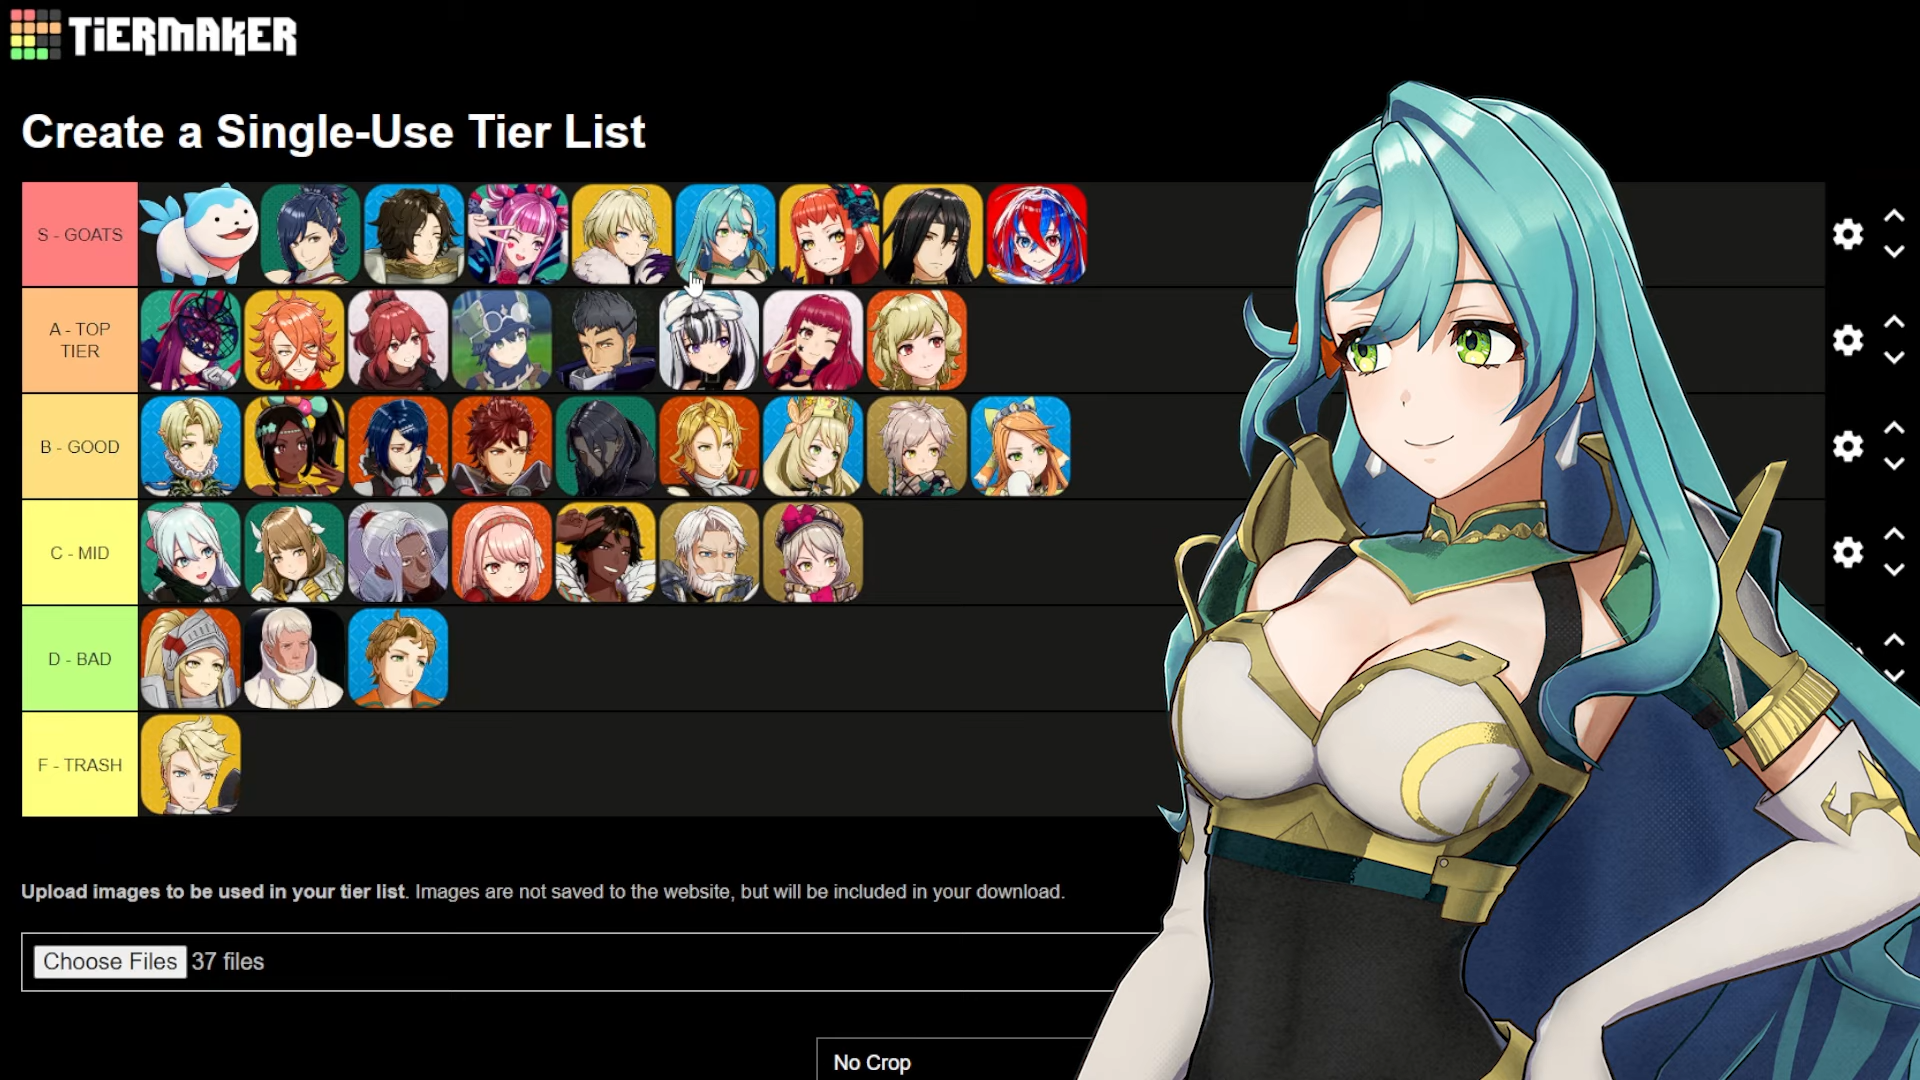 TiERMAKER
Create a Single-Use Tier List
S - GOATS
A - TOP
TIER
B - GOOD
C - MID
D - BAD
F - TRASH
Upload images to be used in your tier list. Images are not saved to the website, but will be included in your download.
Choose Files 37 files
No Crop